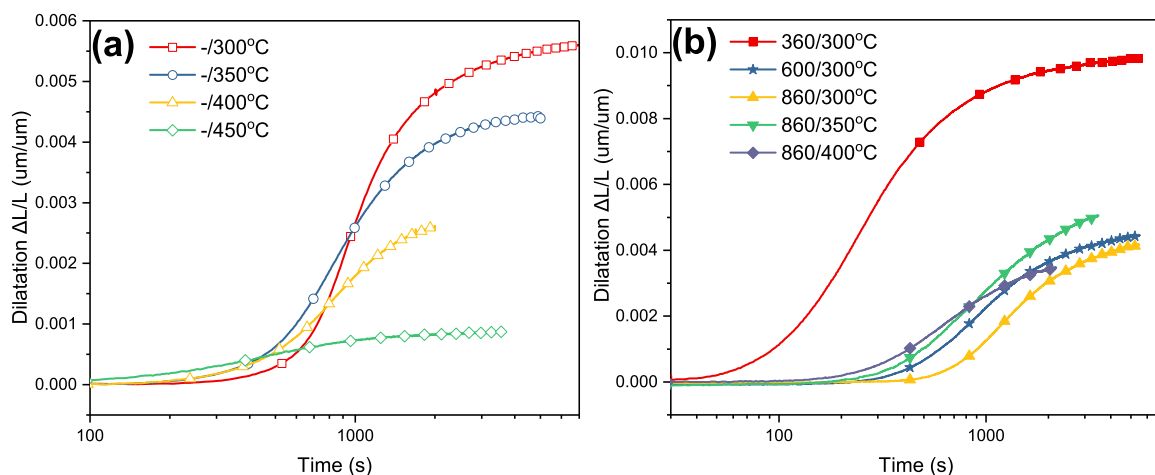 (a)
-/300°C
-/350°C
-/400°C
-/450°C
0.006
0.005
0.004
0.003
0.002
0.001
0.000
Dilatation ΔL/L (um/um)
100
1000
Time (s)
(b)
360/300°C
600/300°C
860/300°C
860/350°C
860/400°C
0.010
0.008
0.006
0.004
0.002
0.000
Dilatation ΔL/L (um/um)
100
1000
Time (s)